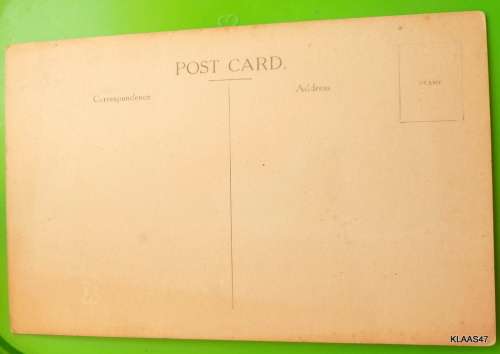 POST CARD.
Correspondence
Address
STAMP
KLAAS47